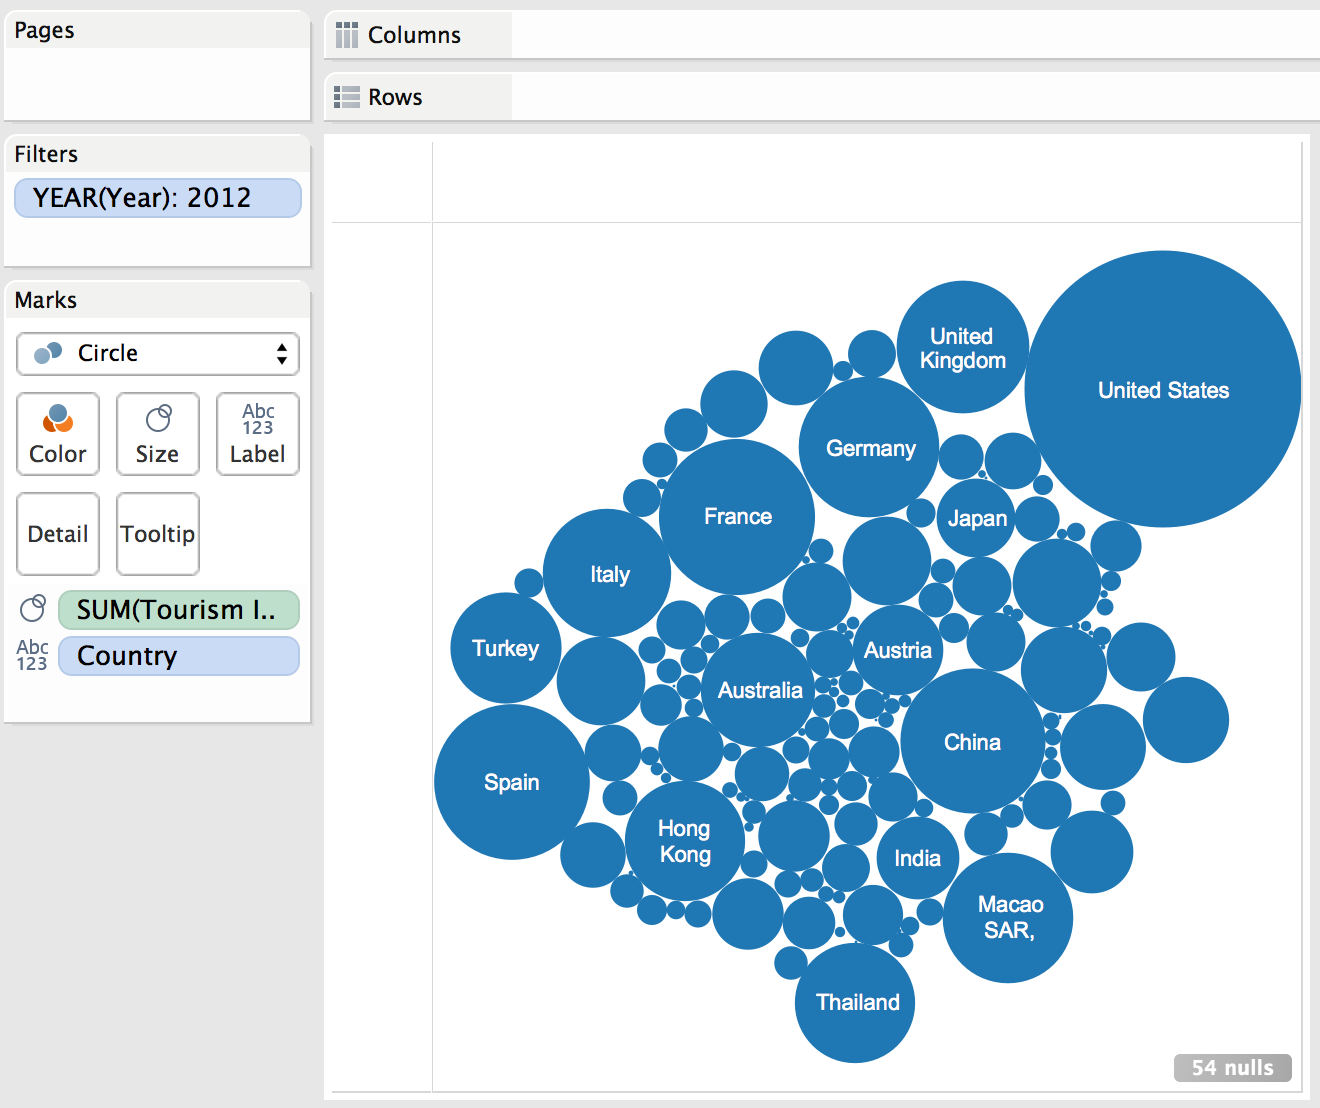 Pages
Columns
Rows
Filters
YEAR(Year): 2012
Marks
Circle
Color
Size
Abc
123
Label
Detail
Tooltip
SUM(Tourism I..
Abc
123
Country
United
Kingdom
United States
Germany
France
Japan
Italy
Turkey
Austria
Australia
China
Spain
Hong
Kong
India
Macao
SAR,
Thailand
54 nulls